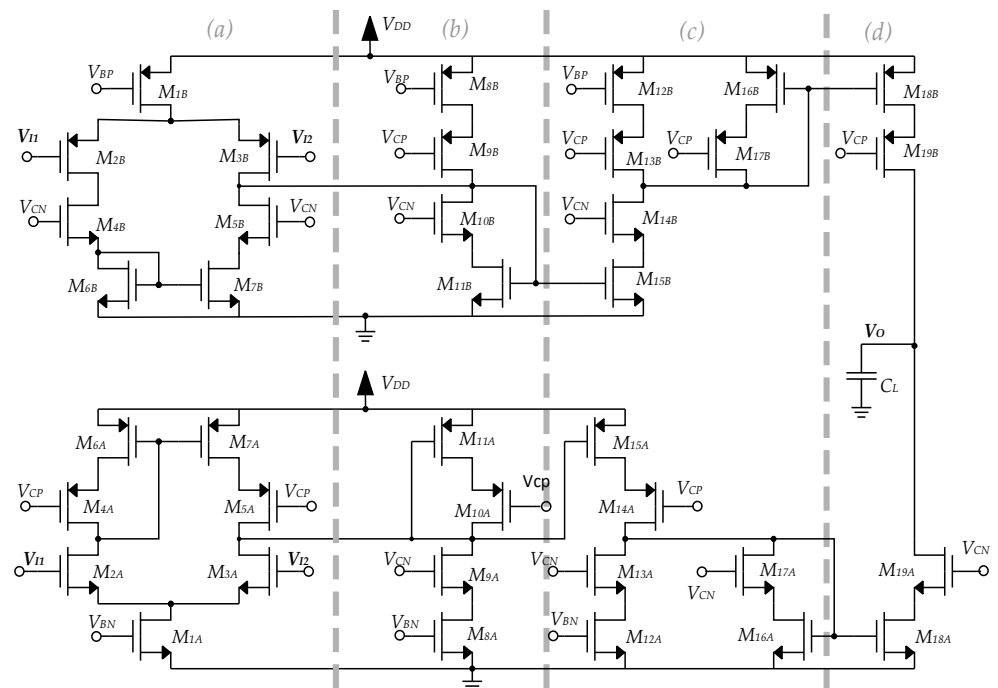 (a) (b) (c) (d)
VDD
VBP M1B VBP M8B VBP M12B M16B M18B
VI1 M2B M3B VI2 VCP M9B VCP M13B VCP M17B VCP M19B
VCN M4B M5B VCN VCN M10B VCN M14B
M6B M7B M11B M15B
VO
CL
VDD
M6A M7A M11A M15A
VCP M4A M5A VCP M10A Vcp M14A VCP
VI1 M2A M3A VI2 VCN M9A VCN M13A VCN M17A M19A VCN
VBN M1A VBN M8A VBN M12A M16A M18A